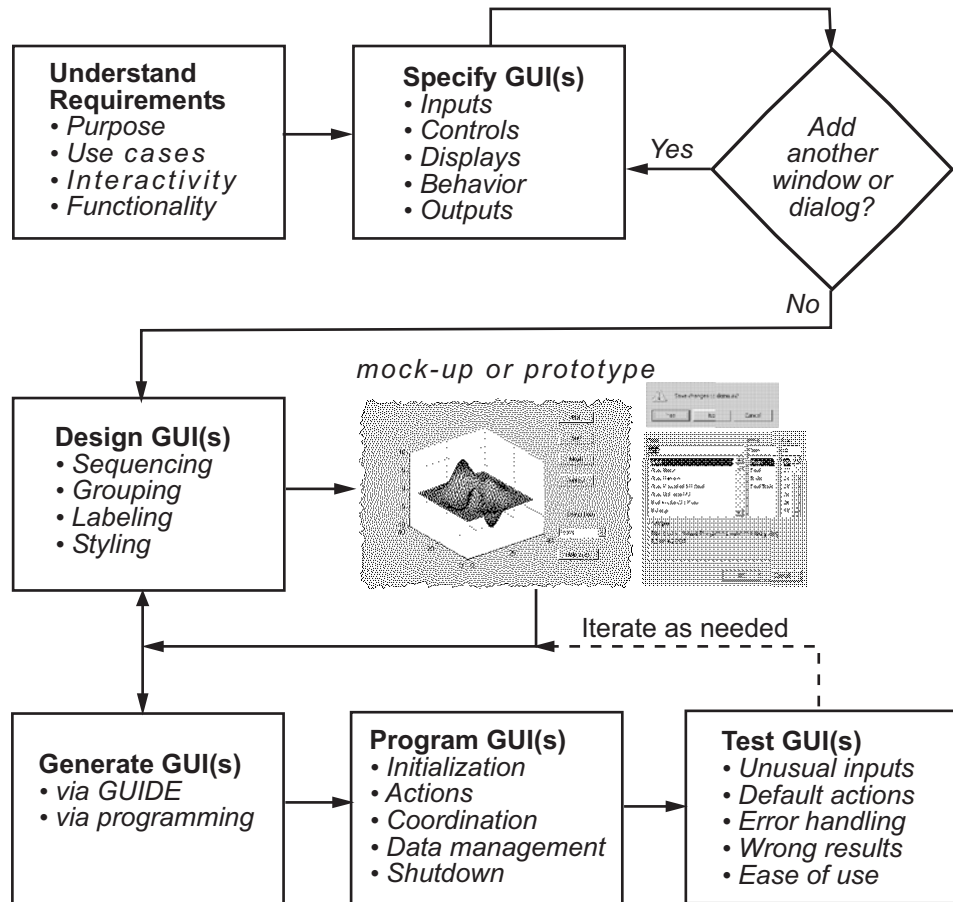 Understand
Requirements
• Purpose
• Use cases
• Interactivity
• Functionality
Specify GUI(s)
• Inputs
• Controls
• Displays
• Behavior
• Outputs
Add
another
window or
dialog?
Yes
No
mock-up or prototype
Design GUI(s)
• Sequencing
• Grouping
• Labeling
• Styling
Cancel
Iterate as needed
Generate GUI(s)
• via GUIDE
• via programming
Program GUI(s)
• Initialization
• Actions
• Coordination
• Data management
• Shutdown
Test GUI(s)
• Unusual inputs
• Default actions
• Error handling
• Wrong results
• Ease of use